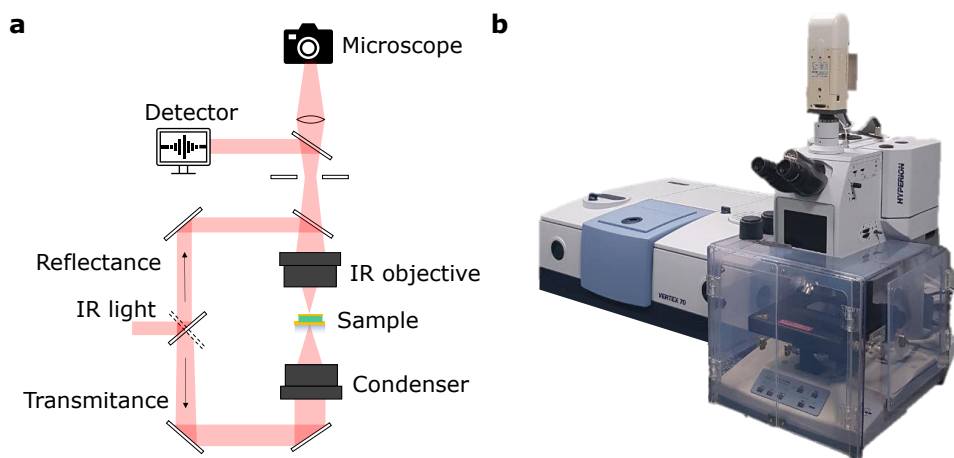 a
Microscope
Detector
Reflectance
IR objective
IR light
Sample
Condenser
Transmitance
b
HYPERION
VERTEX 70